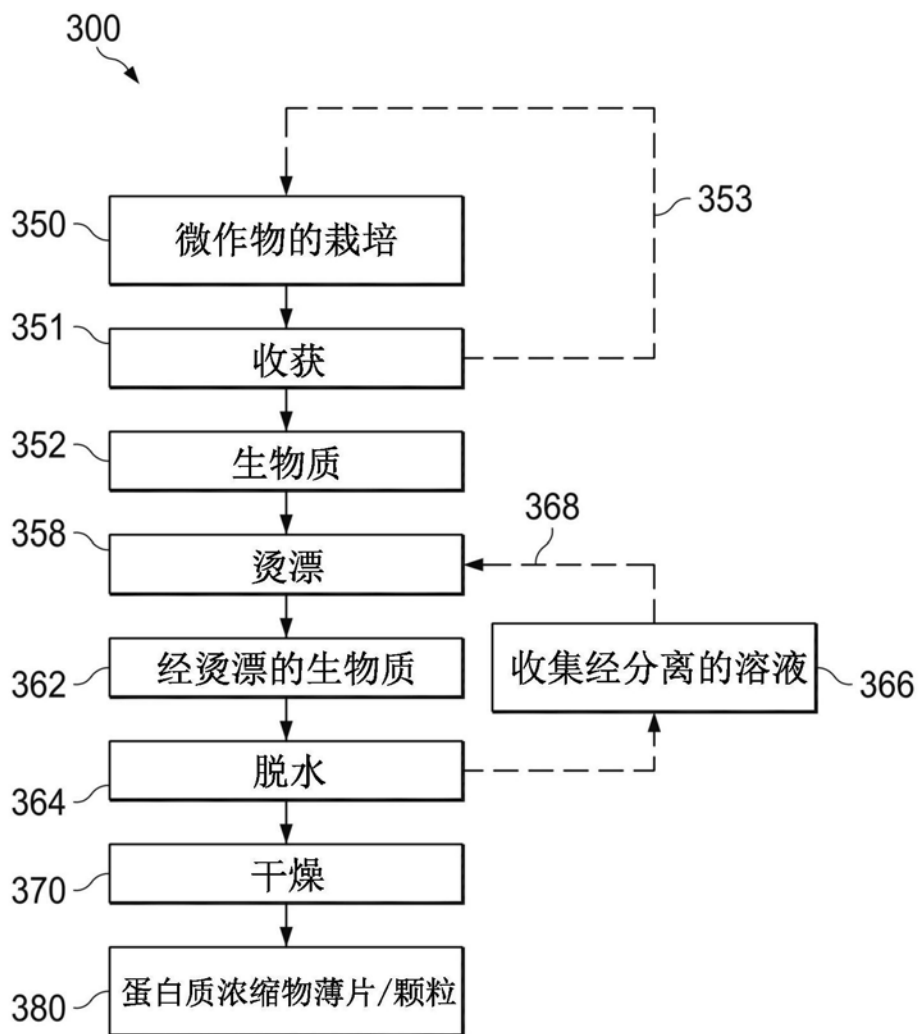 300
350
微作物的栽培
353
351
收获
352
生物质
358
烫漂
368
362
经烫漂的生物质
收集经分离的溶液
366
364
脱水
370
干燥
380
蛋白质浓缩物薄片/颗粒